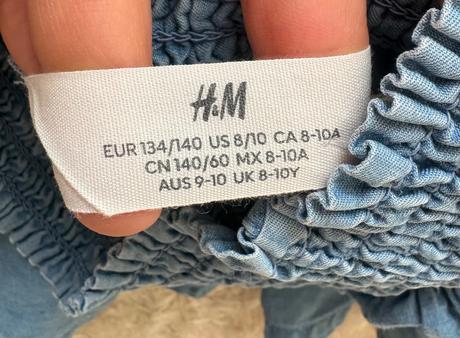 H&M
EUR 134/140 US 8/10 CA 8-10A
CN 140/60 MX 8-10A
AUS 9-10 UK 8-10Y